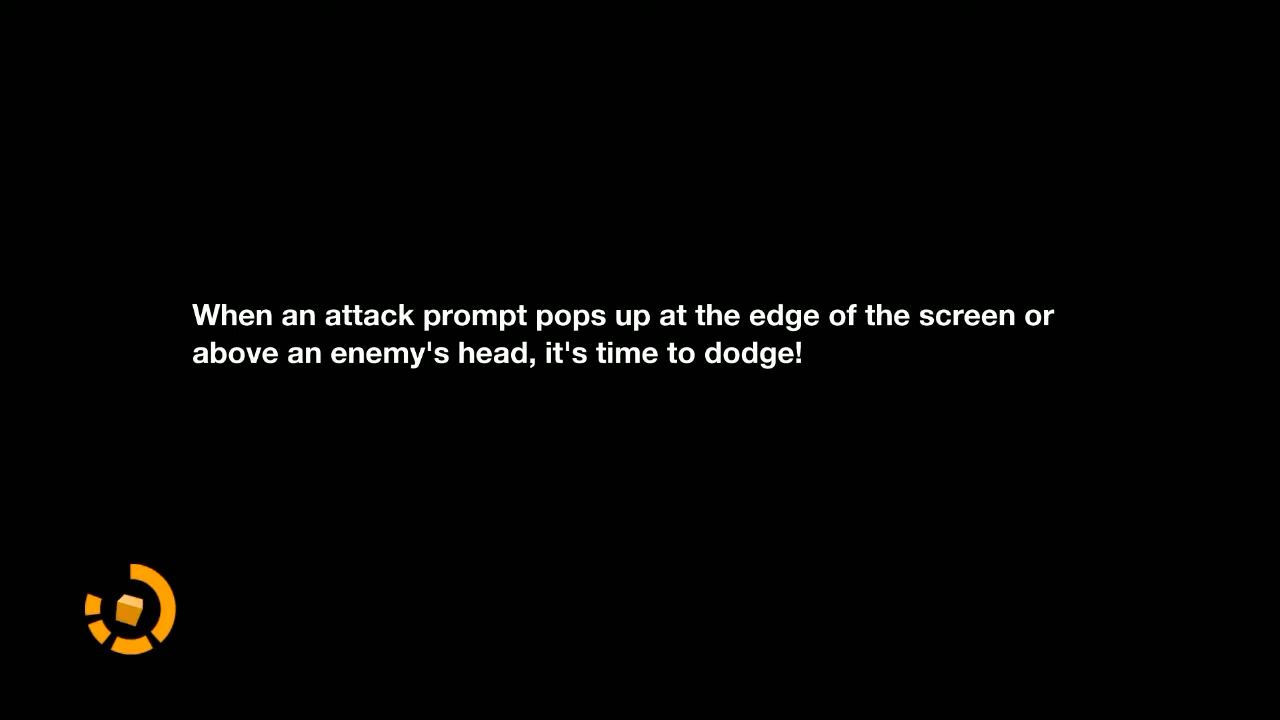 When an attack prompt pops up at the edge of the screen or
above an enemy's head, it's time to dodge!